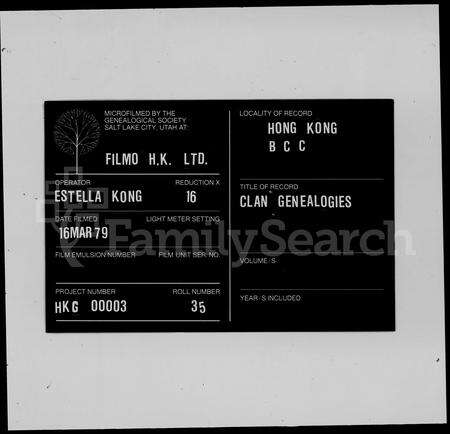 MICROFILMED BY THE
GENEALOGICAL SOCIETY
SALT LAKE CITY, UTAH AT:
FILMO H.K. LTD.
OPERATOR REDUCTION X
ESTELLA KONG 16
DATE FILMED LIGHT METER SETTING
16MAR79
FILM EMULSION NUMBER FILM UNIT SER. NO.
PROJECT NUMBER ROLL NUMBER
HKG 00003 35
LOCALITY OF RECORD
HONG KONG
B C C
TITLE OF RECORD
CLAN GENEALOGIES
VOLUME/S
YEAR/S INCLUDED
FamilySearch